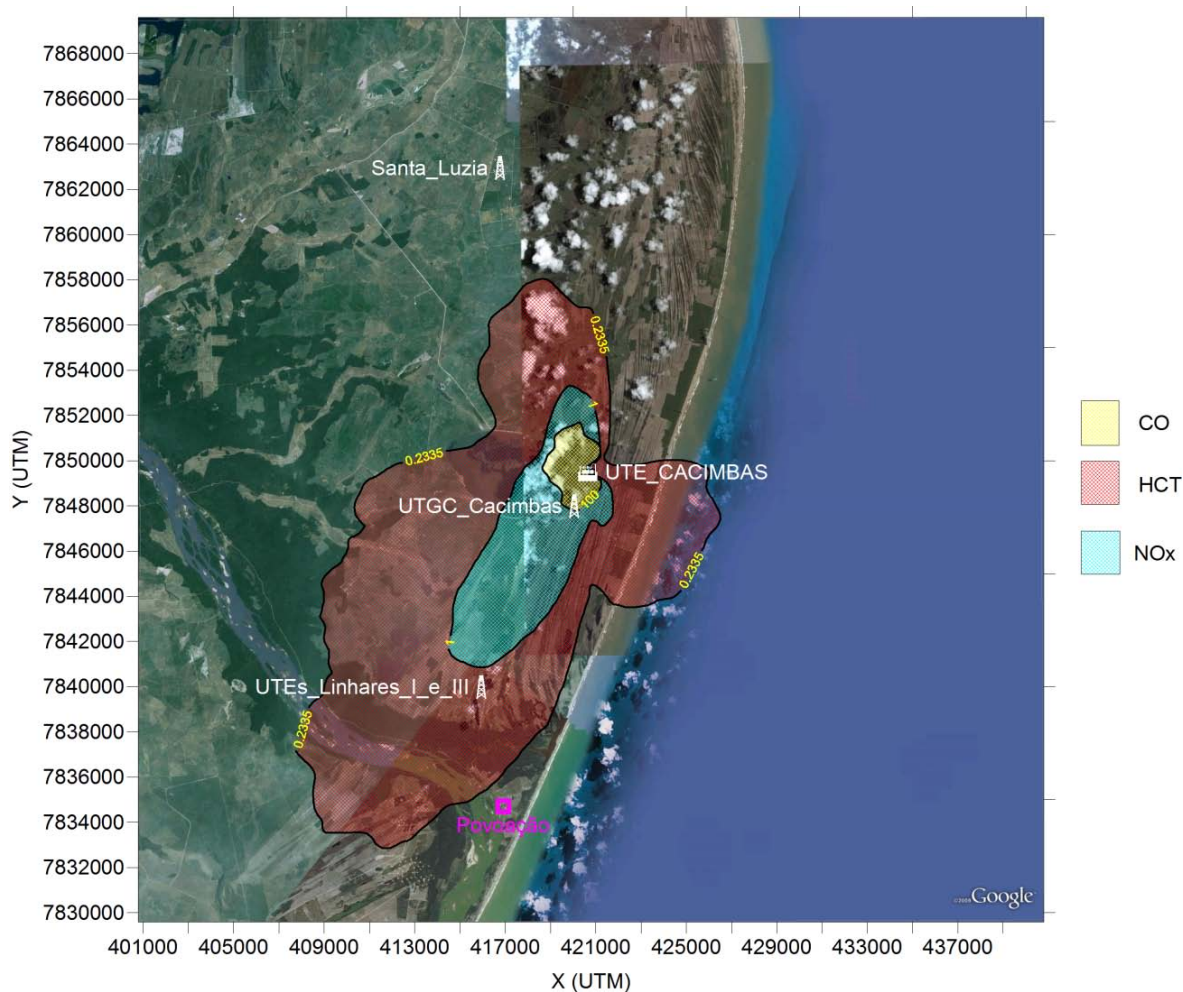 7868000
7866000
7864000
7862000
7860000
7858000
7856000
7854000
7852000
7850000
7848000
7846000
7844000
7842000
7840000
7838000
7836000
7834000
7832000
7830000
Y (UTM)
Santa_Luzia
0.2335
1
0.2335
UTE_CACIMBAS
UTGC_Cacimbas
100
0.2335
1
UTEs_Linhares_I_e_III
0.2335
Povoação
©2009 Google
CO
HCT
NOx
401000 405000 409000 413000 417000 421000 425000 429000 433000 437000
X (UTM)